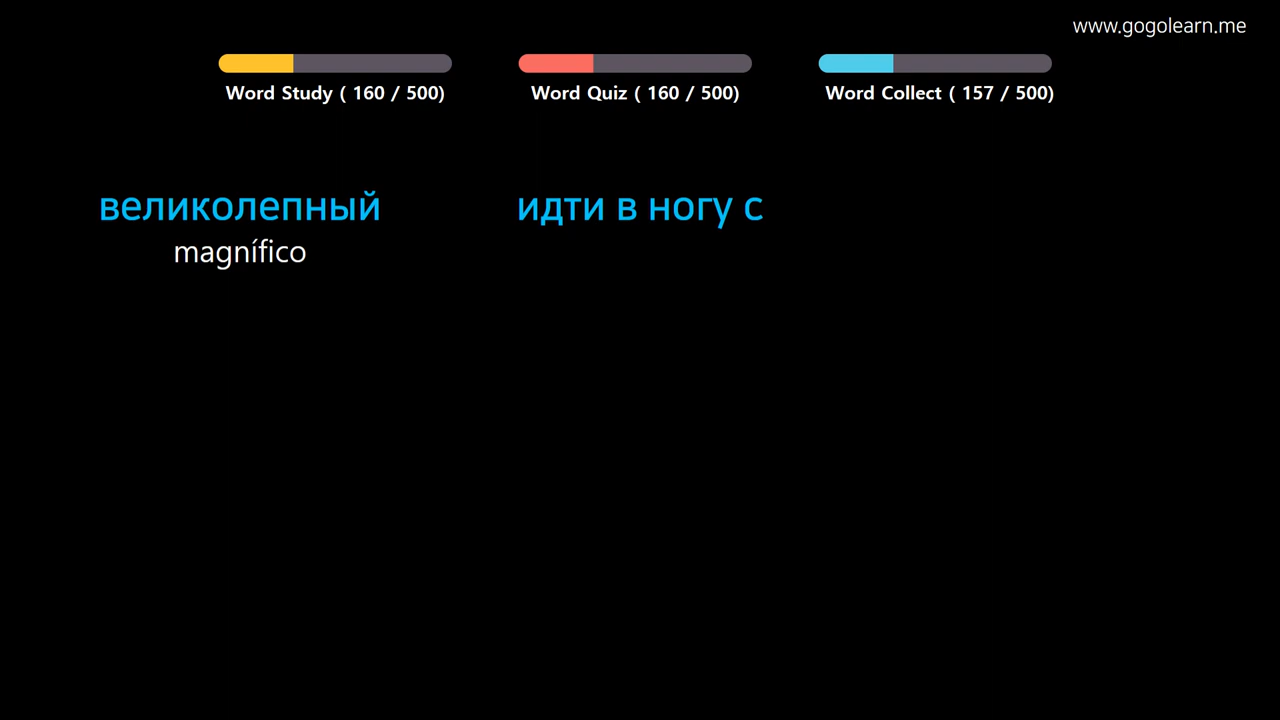 www.gogolearn.me
Word Study ( 160 / 500)
Word Quiz ( 160 / 500)
Word Collect ( 157 / 500)
великолепный
magnífico
идти в ногу с